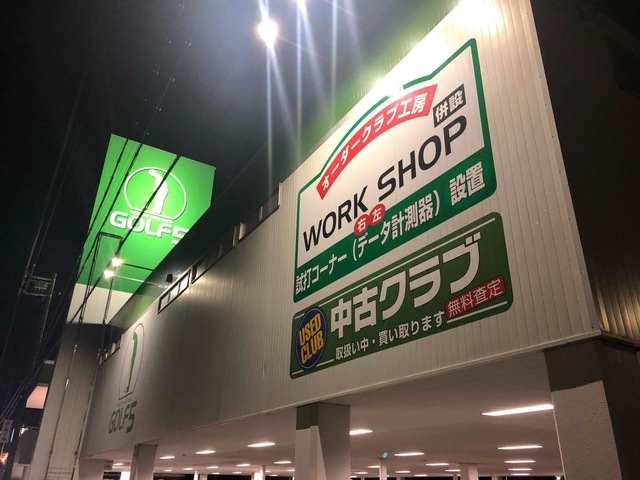 GOLF5
オーダークラブ工房
併設
WORK SHOP
右 左
試打コーナー（データ計測器）設置
USED CLUB
中古クラブ
取扱い中・買い取ります
無料査定
GOLF5